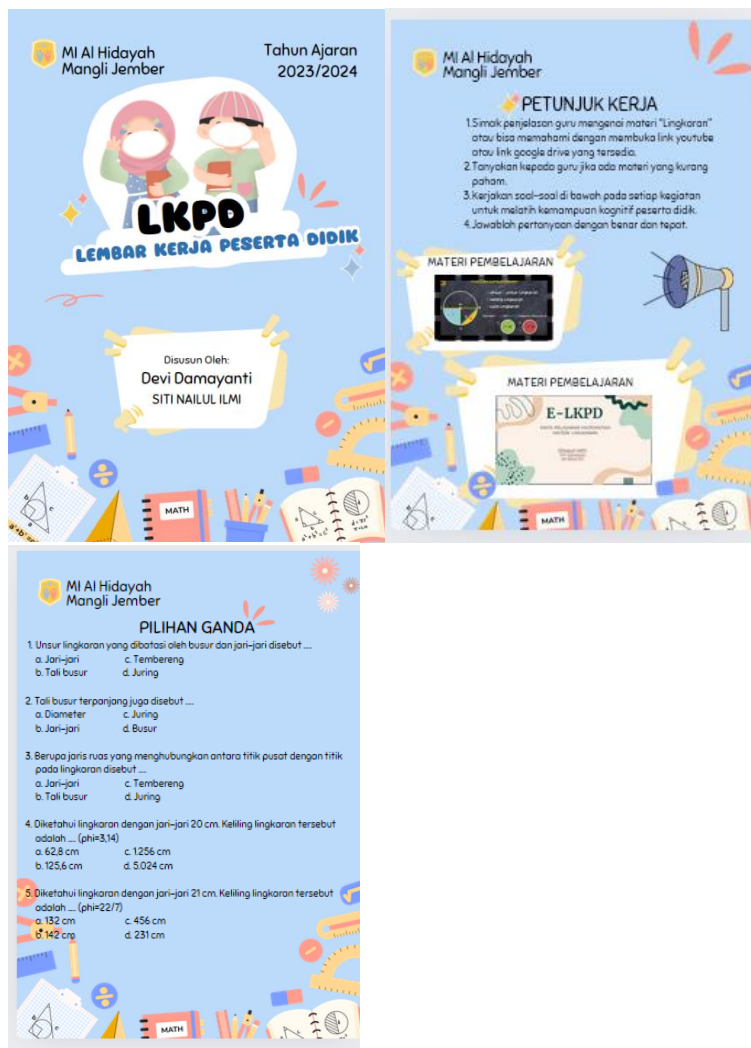 MI Al Hidayah
Mangli Jember
Tahun Ajaran
2023/2024
LKPD
LEMBAR KERJA PESERTA DIDIK
Disusun Oleh:
Devi Damayanti
SITI NAILUL ILMI
MATH
MI Al Hidayah
Mangli Jember
PETUNJUK KERJA
1.Simak penjelasan guru mengenai materi "Lingkaran"
atau bisa memahami dengan membuka link youtube
atau link google drive yang tersedia.
2.Tanyakan kepada guru jika ada materi yang kurang
paham.
3.Kerjakan soal-soal di bawah pada setiap kegiatan
untuk melatih kemampuan kognitif peserta didik.
4.Jawablah pertanyaan dengan benar dan tepat.
MATERI PEMBELAJARAN
MATERI PEMBELAJARAN
E-LKPD
MATH
MI Al Hidayah
Mangli Jember
PILIHAN GANDA
1. Unsur lingkaran yang dibatasi oleh busur dan jari-jari disebut ....
a. Jari-jari c. Tembereng
b. Tali busur d. Juring
2. Tali busur terpanjang juga disebut ....
a. Diameter c. Juring
b. Jari-jari d. Busur
3. Berupa jaris ruas yang menghubungkan antara titik pusat dengan titik
pada lingkaran disebut ....
a. Jari-jari c. Tembereng
b. Tali busur d. Juring
4. Diketahui lingkaran dengan jari-jari 20 cm. Keliling lingkaran tersebut
adalah .... (phi=3,14)
a. 62,8 cm c. 1.256 cm
b. 125,6 cm d. 5.024 cm
5. Diketahui lingkaran dengan jari-jari 21 cm. Keliling lingkaran tersebut
adalah .... (phi=22/7)
a. 132 cm c. 456 cm
b. 142 cm d. 231 cm
MATH